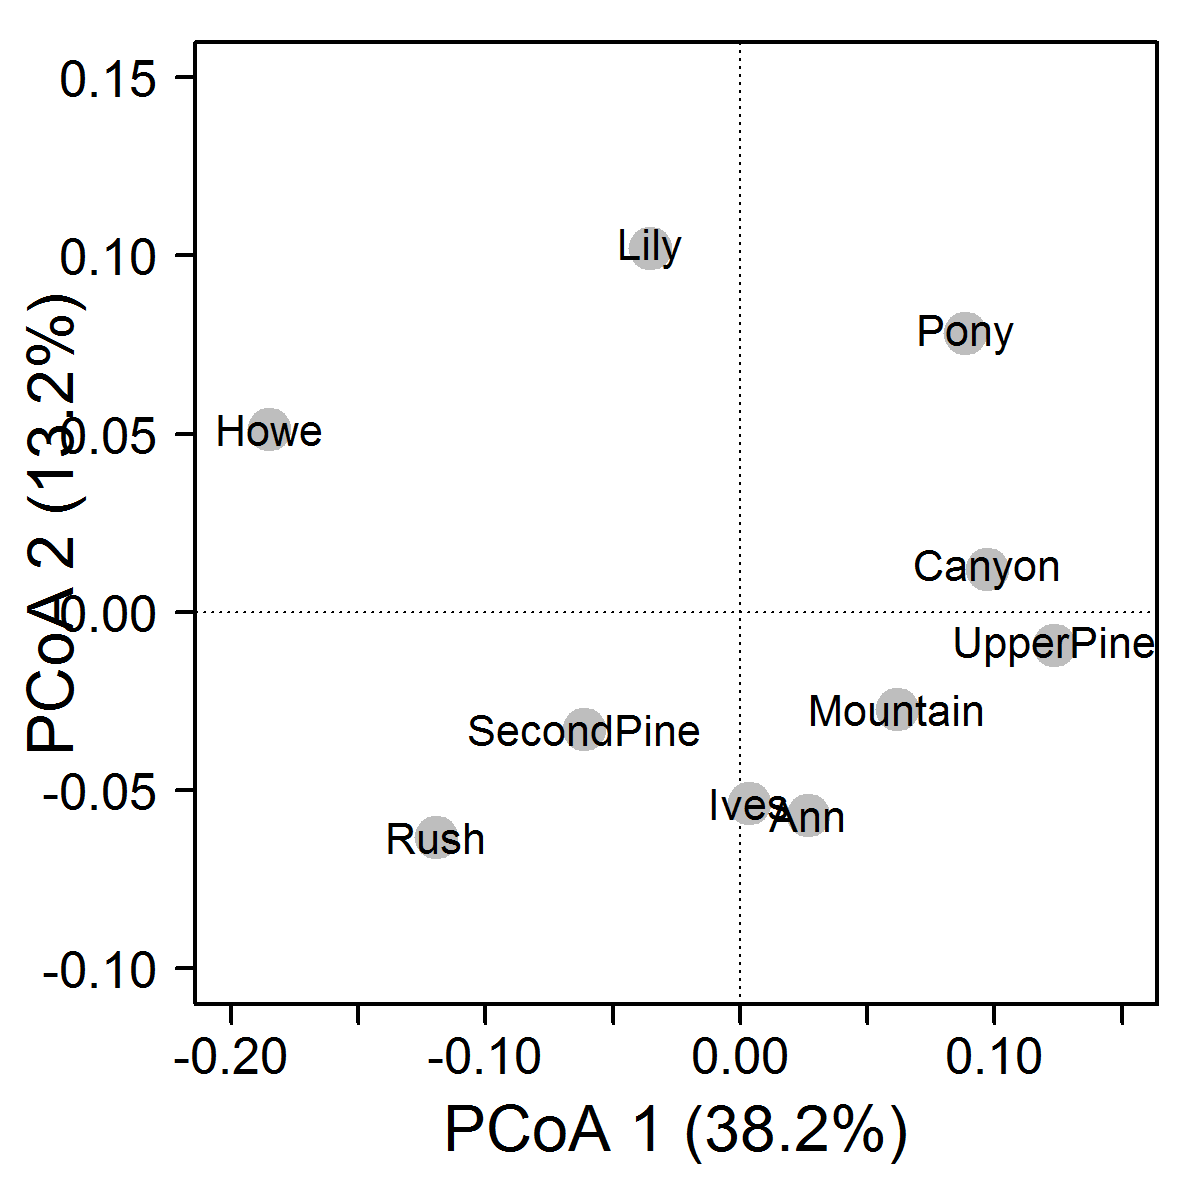 0.15
0.10
0.05
0.00
-0.05
-0.10
PCoA 2 (13.2%)
Lily
Pony
Howe
Canyon
UpperPine
Mountain
SecondPine
Ives
Ann
Rush
-0.20
-0.10
0.00
0.10
PCoA 1 (38.2%)